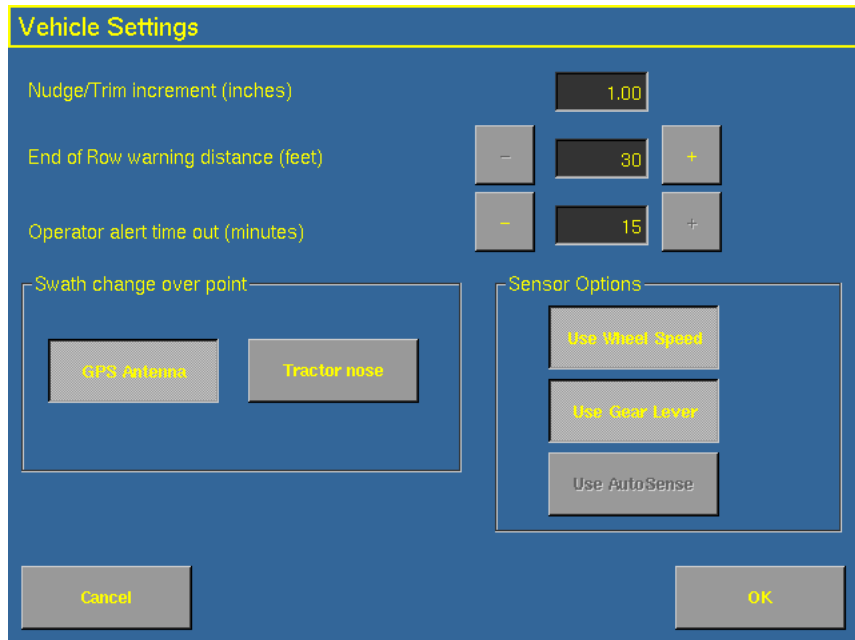 Vehicle Settings
Nudge/Trim increment (inches) 1.00
End of Row warning distance (feet) - 30 +
Operator alert time out (minutes) - 15 +
Swath change over point
GPS Antenna Tractor nose
Sensor Options
Use Wheel Speed
Use Gear Lever
Use AutoSense
Cancel OK